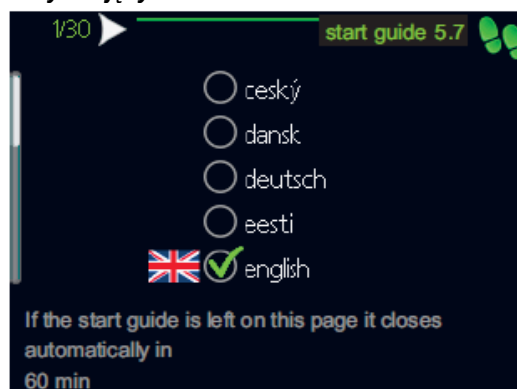 1/30
start guide 5.7
český
dansk
deutsch
eesti
english
If the start guide is left on this page it closes
automatically in
60 min